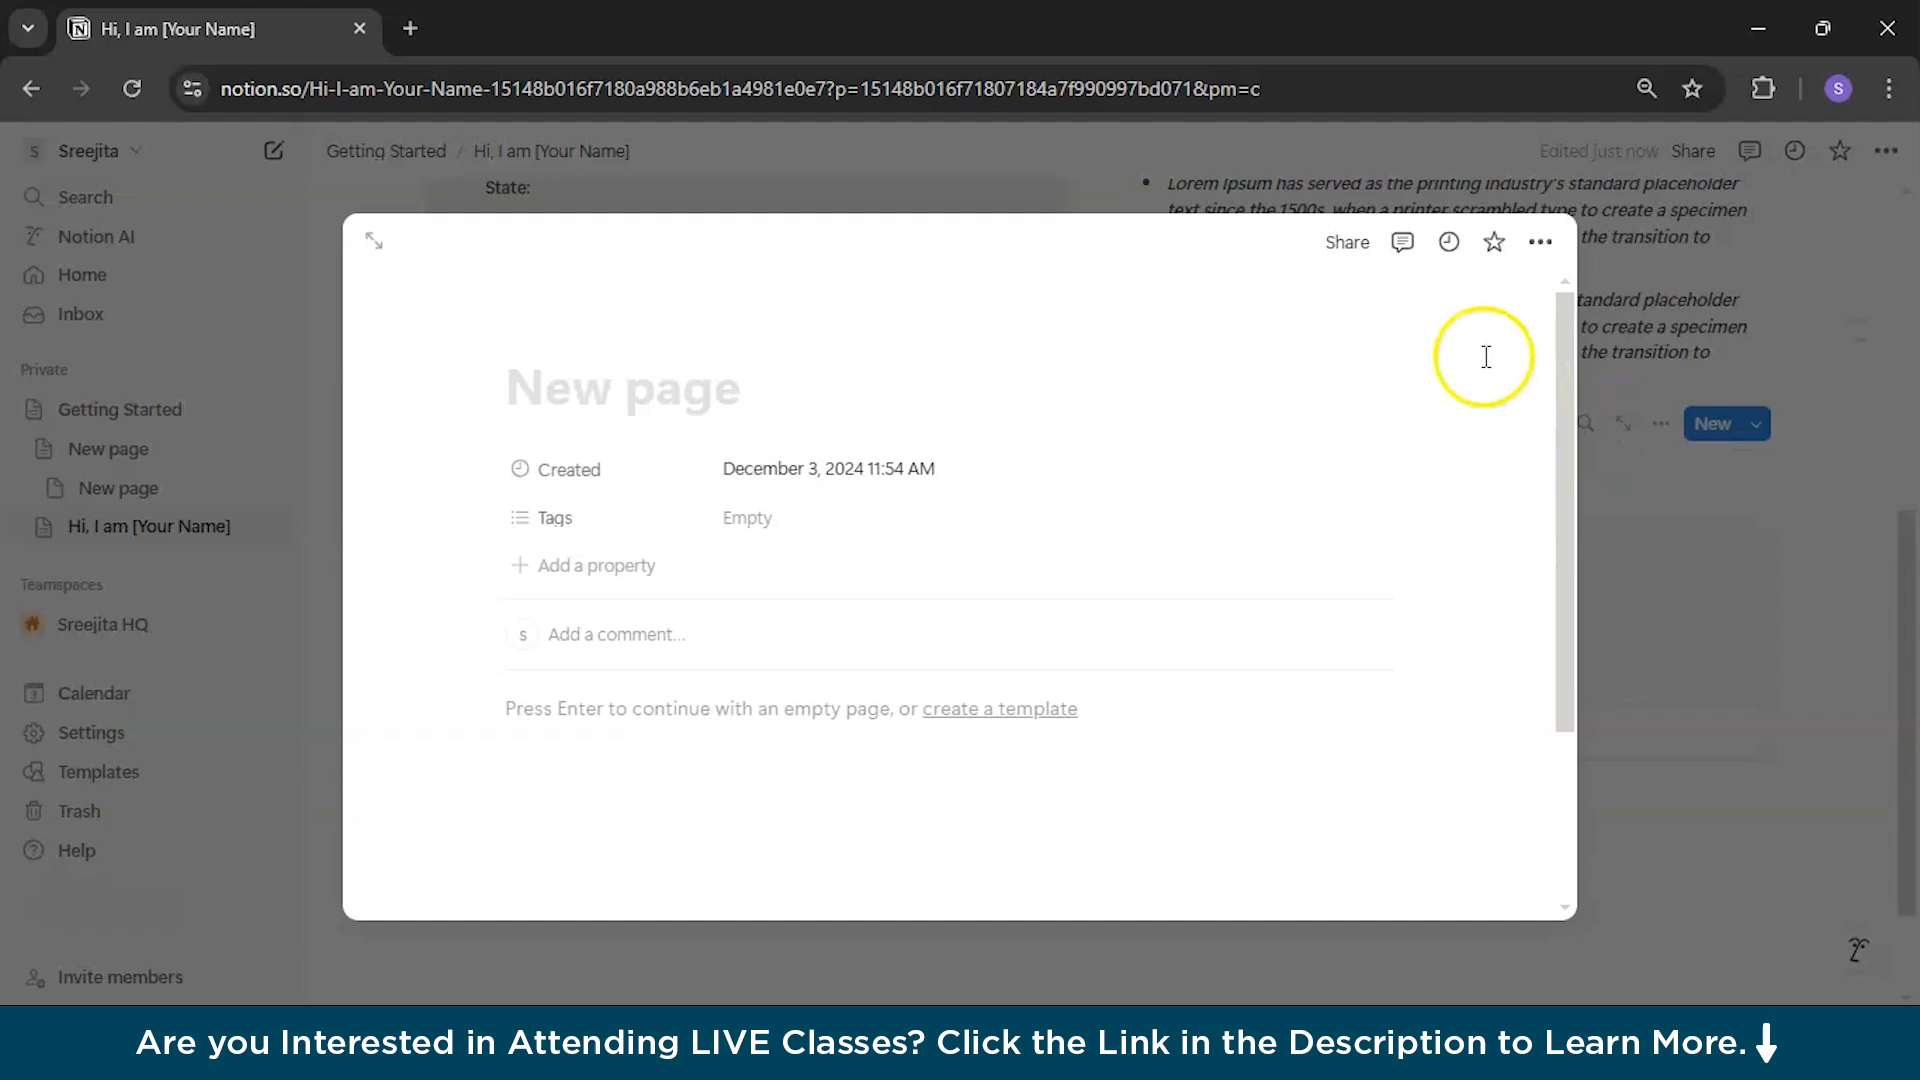 Hi, I am [Your Name]
notion.so/Hi-I-am-Your-Name-15148b016f7180a988b6eb1a4981e0e7?p=15148b016f71807184a7f990997bd071&pm=c
S
S Sreejita
Getting Started / Hi, I am [Your Name]
Edited just now Share
Search
Notion AI
Home
Inbox
Private
Getting Started
New page
New page
Hi, I am [Your Name]
Teamspaces
Sreejita HQ
Calendar
Settings
Templates
Trash
Help
Invite members
State:
Lorem Ipsum has served as the printing industry's standard placeholder
text since the 1500s, when a printer scrambled type to create a specimen
the transition to
tandard placeholder
to create a specimen
the transition to
New
Share
New page
Created December 3, 2024 11:54 AM
Tags Empty
Add a property
S Add a comment...
Press Enter to continue with an empty page, or create a template
Are you Interested in Attending LIVE Classes? Click the Link in the Description to Learn More.